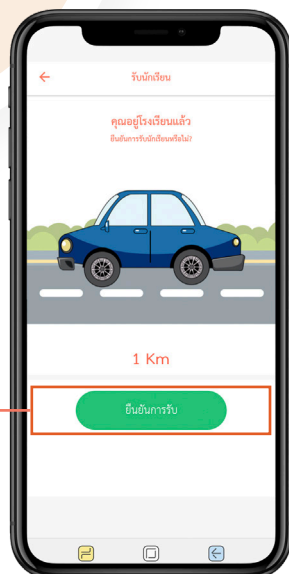 รับนักเรียน
คุณอยู่โรงเรียนแล้ว
ยืนยันการรับนักเรียนหรือไม่?
1 Km
ยืนยันการรับ